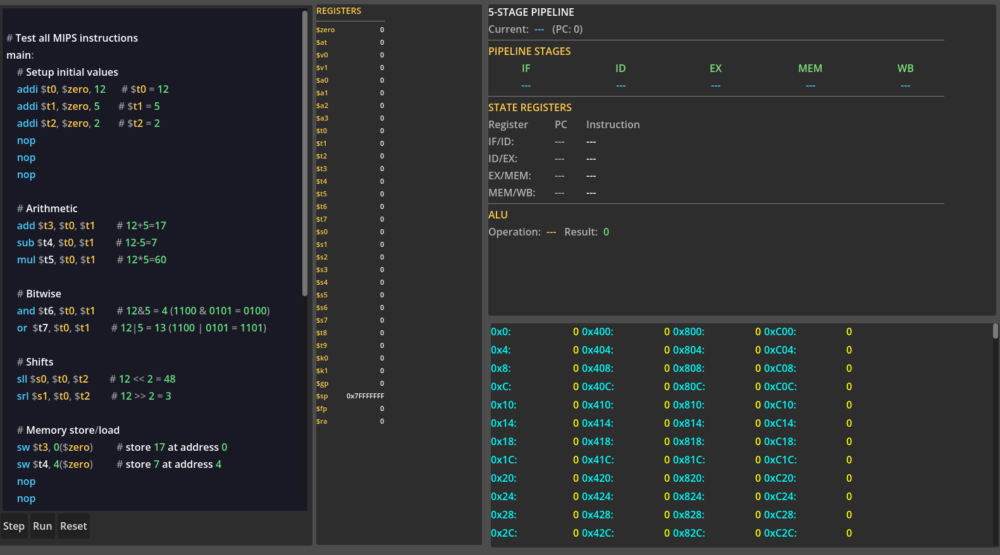 # Test all MIPS instructions
main:
# Setup initial values
addi $t0, $zero, 12 # $t0 = 12
addi $t1, $zero, 5 # $t1 = 5
addi $t2, $zero, 2 # $t2 = 2
nop
nop
nop
# Arithmetic
add $t3, $t0, $t1 # 12+5=17
sub $t4, $t0, $t1 # 12-5=7
mul $t5, $t0, $t1 # 12*5=60
# Bitwise
and $t6, $t0, $t1 # 12&5 = 4 (1100 & 0101 = 0100)
or $t7, $t0, $t1 # 12|5 = 13 (1100 | 0101 = 1101)
# Shifts
sll $s0, $t0, $t2 # 12 << 2 = 48
srl $s1, $t0, $t2 # 12 >> 2 = 3
# Memory store/load
sw $t3, 0($zero) # store 17 at address 0
sw $t4, 4($zero) # store 7 at address 4
nop
nop
Step Run Reset
REGISTERS
$zero 0
$at 0
$v0 0
$v1 0
$a0 0
$a1 0
$a2 0
$a3 0
$t0 0
$t1 0
$t2 0
$t3 0
$t4 0
$t5 0
$t6 0
$t7 0
$s0 0
$s1 0
$s2 0
$s3 0
$s4 0
$s5 0
$s6 0
$s7 0
$t8 0
$t9 0
$k0 0
$k1 0
$gp 0
$sp 0x7FFFFFFF
$fp 0
$ra 0
5-STAGE PIPELINE
Current: --- (PC: 0)
PIPELINE STAGES
IF ID EX MEM WB
--- --- --- --- ---
STATE REGISTERS
Register PC Instruction
IF/ID: --- ---
ID/EX: --- ---
EX/MEM: --- ---
MEM/WB: --- ---
ALU
Operation: --- Result: 0
0x0: 0 0x400: 0 0x800: 0 0xC00: 0
0x4: 0 0x404: 0 0x804: 0 0xC04: 0
0x8: 0 0x408: 0 0x808: 0 0xC08: 0
0xC: 0 0x40C: 0 0x80C: 0 0xC0C: 0
0x10: 0 0x410: 0 0x810: 0 0xC10: 0
0x14: 0 0x414: 0 0x814: 0 0xC14: 0
0x18: 0 0x418: 0 0x818: 0 0xC18: 0
0x1C: 0 0x41C: 0 0x81C: 0 0xC1C: 0
0x20: 0 0x420: 0 0x820: 0 0xC20: 0
0x24: 0 0x424: 0 0x824: 0 0xC24: 0
0x28: 0 0x428: 0 0x828: 0 0xC28: 0
0x2C: 0 0x42C: 0 0x82C: 0 0xC2C: 0